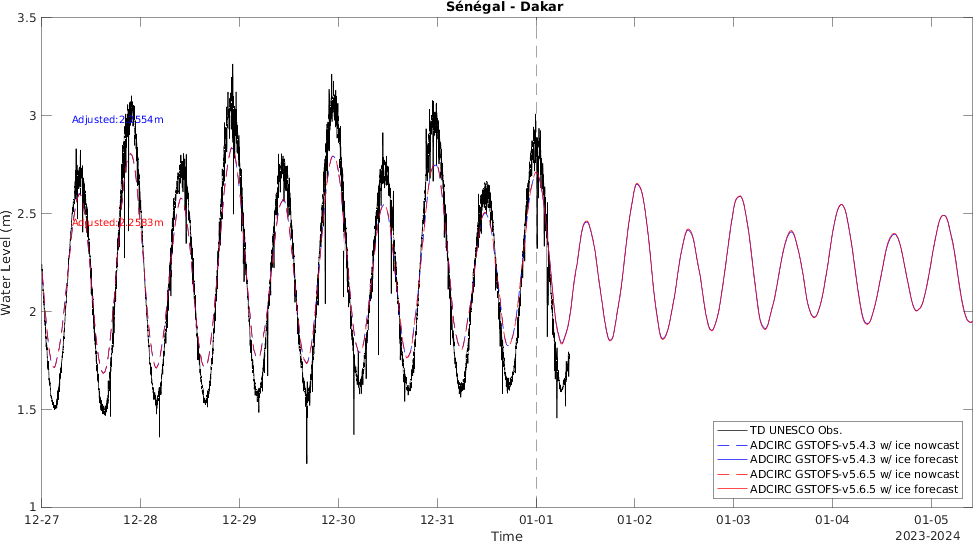 Sénégal - Dakar
3.5
3
2.5
2
1.5
1
Water Level (m)
Adjusted:2.2583m
12-27
12-28
12-29
12-30
12-31
01-01
01-02
01-03
01-04
01-05
Time
2023-2024
TD UNESCO Obs.
ADCIRC GSTOFS-v5.4.3 w/ ice nowcast
ADCIRC GSTOFS-v5.4.3 w/ ice forecast
ADCIRC GSTOFS-v5.6.5 w/ ice nowcast
ADCIRC GSTOFS-v5.6.5 w/ ice forecast